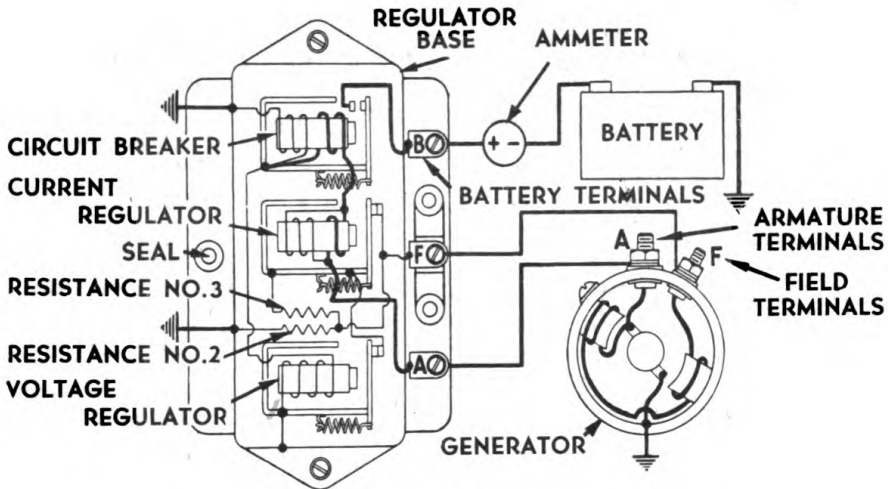 REGULATOR
BASE
AMMETER
+ -
BATTERY
CIRCUIT BREAKER
B
BATTERY TERMINALS
CURRENT
REGULATOR
SEAL
F
A
ARMATURE
TERMINALS
F
FIELD
TERMINALS
RESISTANCE NO.3
RESISTANCE NO.2
A
VOLTAGE
REGULATOR
GENERATOR